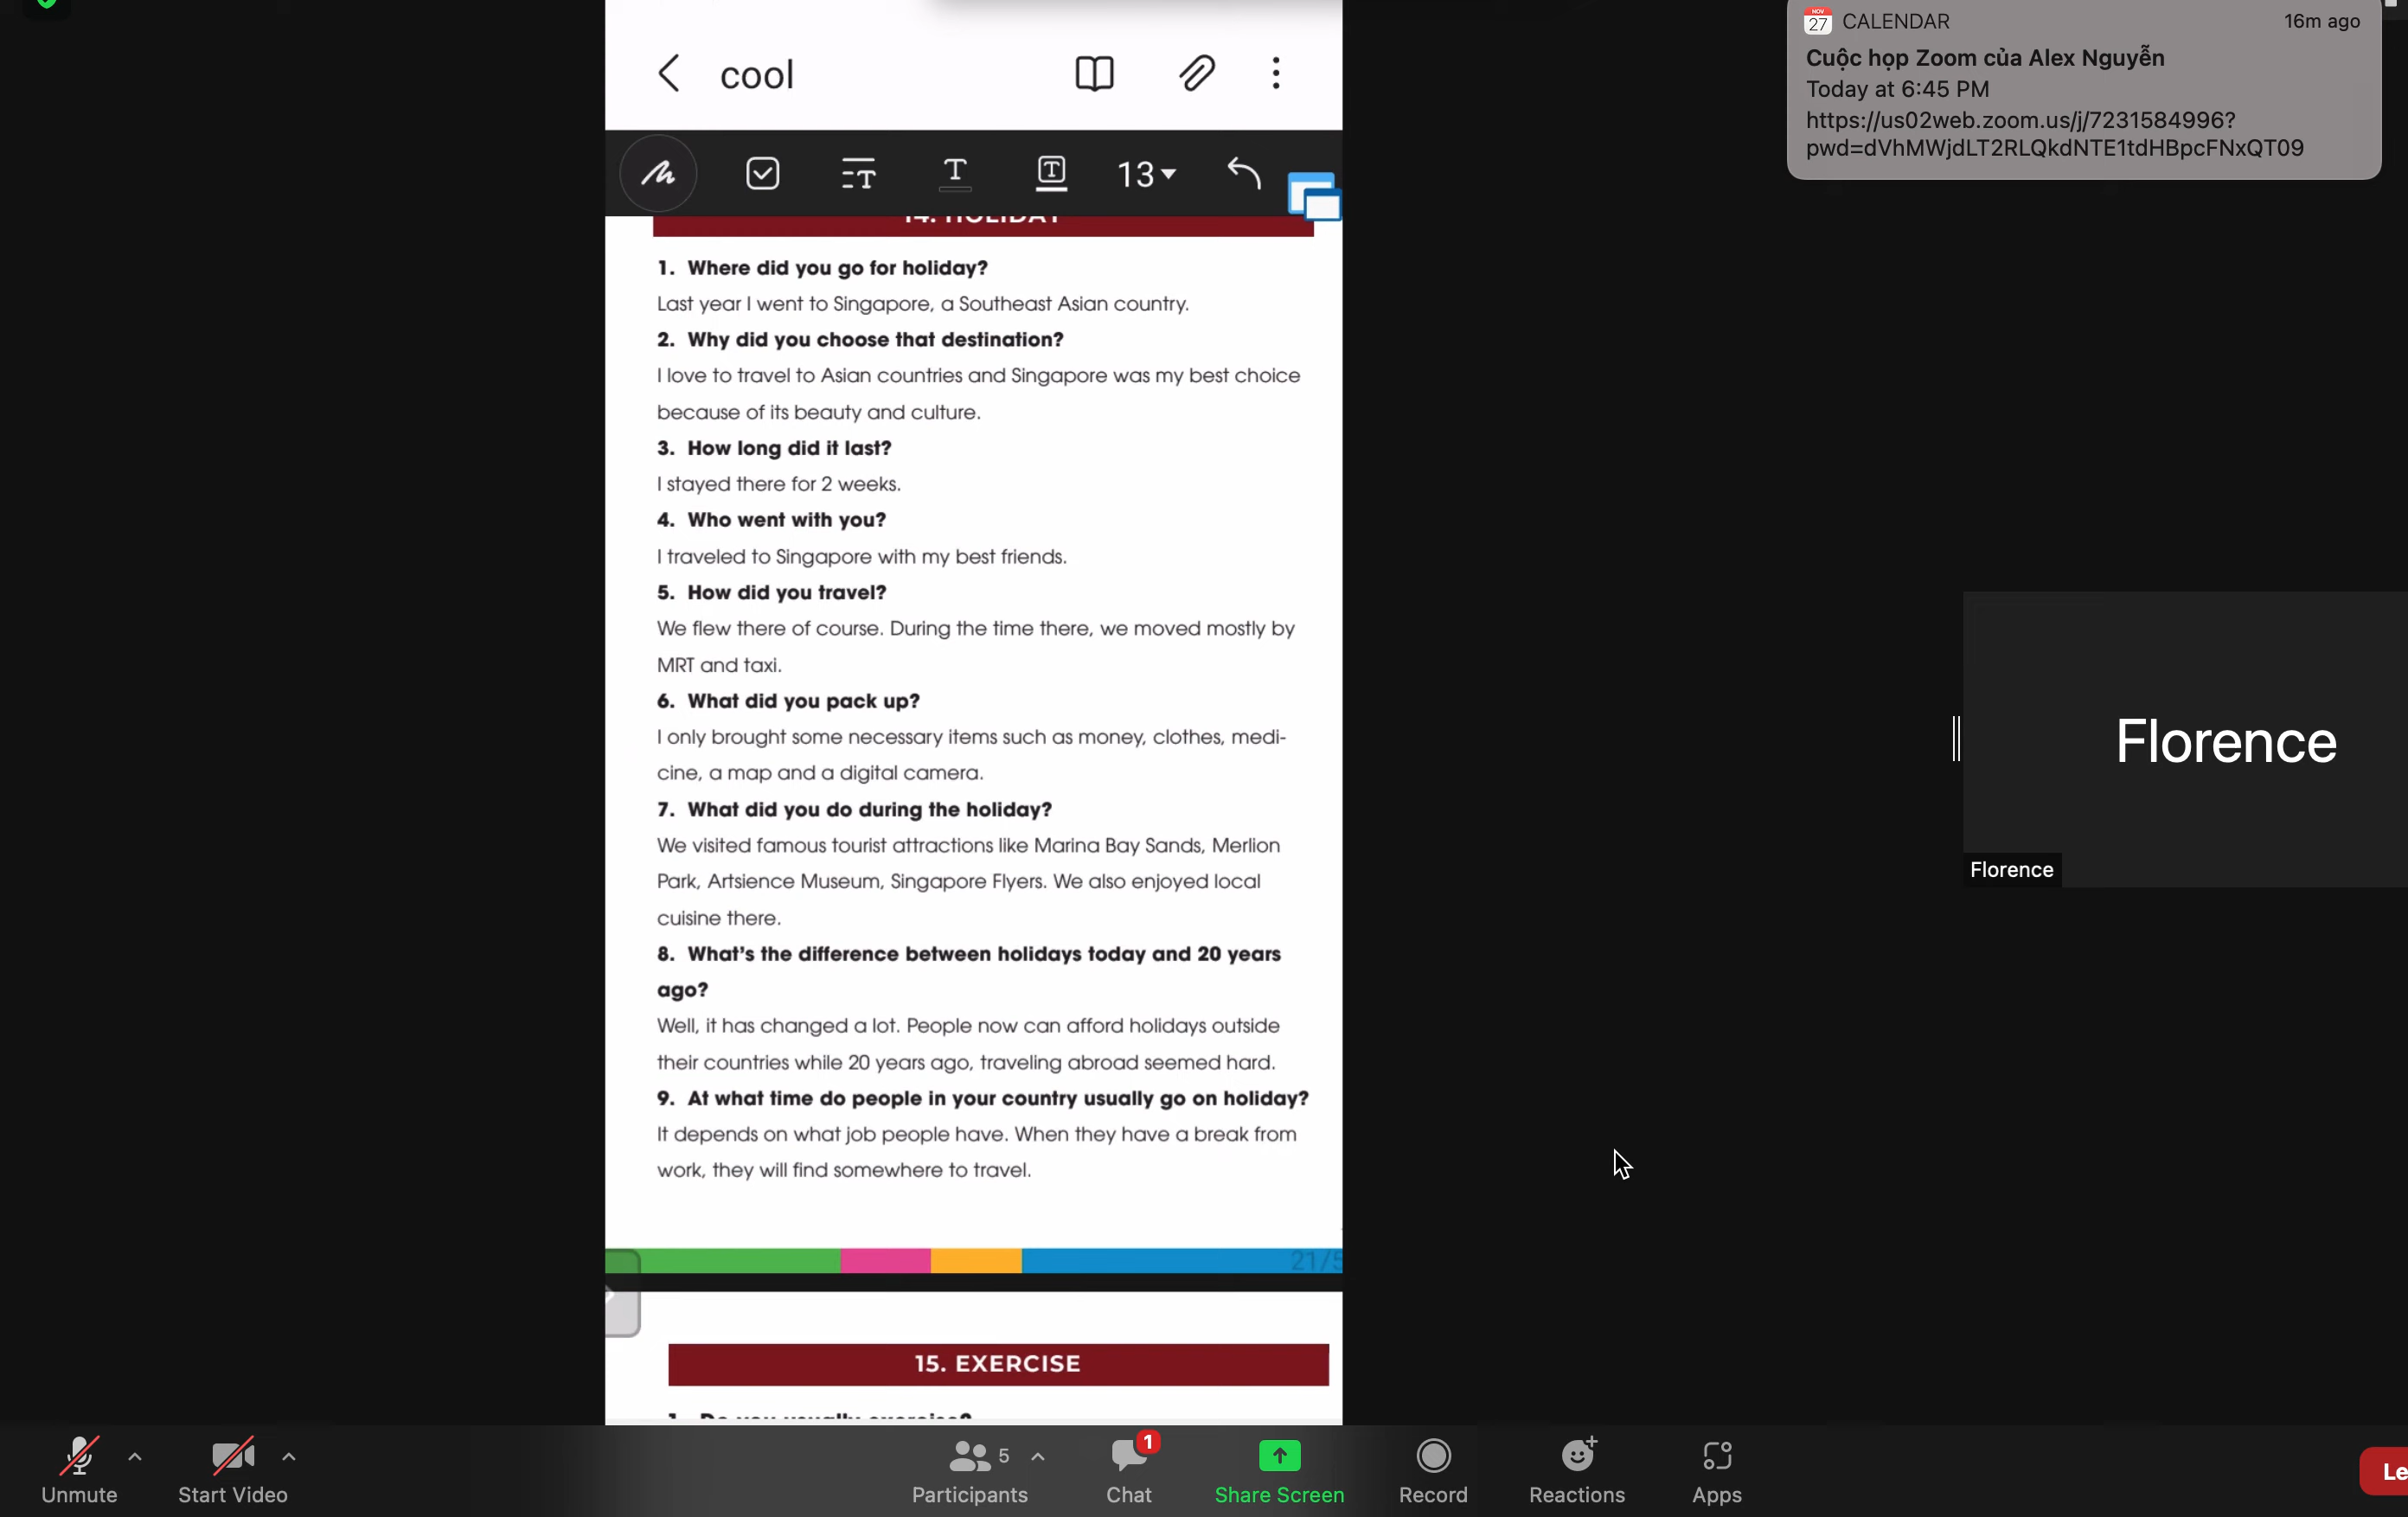 NOV
27
CALENDAR
16m ago
Cuộc họp Zoom của Alex Nguyễn
Today at 6:45 PM
https://us02web.zoom.us/j/7231584996?
pwd=dVhMWjdLT2RLQkdNTE1tdHBpcFNxQT09
cool
13
14. HOLIDAY
1. Where did you go for holiday?
Last year I went to Singapore, a Southeast Asian country.
2. Why did you choose that destination?
I love to travel to Asian countries and Singapore was my best choice
because of its beauty and culture.
3. How long did it last?
I stayed there for 2 weeks.
4. Who went with you?
I traveled to Singapore with my best friends.
5. How did you travel?
We flew there of course. During the time there, we moved mostly by
MRT and taxi.
6. What did you pack up?
I only brought some necessary items such as money, clothes, medi-
cine, a map and a digital camera.
7. What did you do during the holiday?
We visited famous tourist attractions like Marina Bay Sands, Merlion
Park, Artsience Museum, Singapore Flyers. We also enjoyed local
cuisine there.
8. What's the difference between holidays today and 20 years
ago?
Well, it has changed a lot. People now can afford holidays outside
their countries while 20 years ago, traveling abroad seemed hard.
9. At what time do people in your country usually go on holiday?
It depends on what job people have. When they have a break from
work, they will find somewhere to travel.
21/5
15. EXERCISE
1. Do you usually exercise?
Florence
Florence
Unmute
Start Video
5
Participants
1
Chat
Share Screen
Record
Reactions
Apps
Le